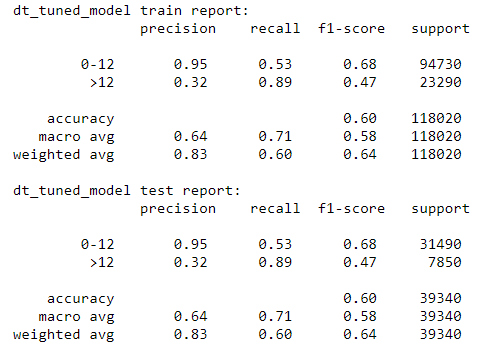 dt_tuned_model train report:
precision recall f1-score support
0-12 0.95 0.53 0.68 94730
>12 0.32 0.89 0.47 23290
accuracy 0.60 118020
macro avg 0.64 0.71 0.58 118020
weighted avg 0.83 0.60 0.64 118020
dt_tuned_model test report:
precision recall f1-score support
0-12 0.95 0.53 0.68 31490
>12 0.32 0.89 0.47 7850
accuracy 0.60 39340
macro avg 0.64 0.71 0.58 39340
weighted avg 0.83 0.60 0.64 39340